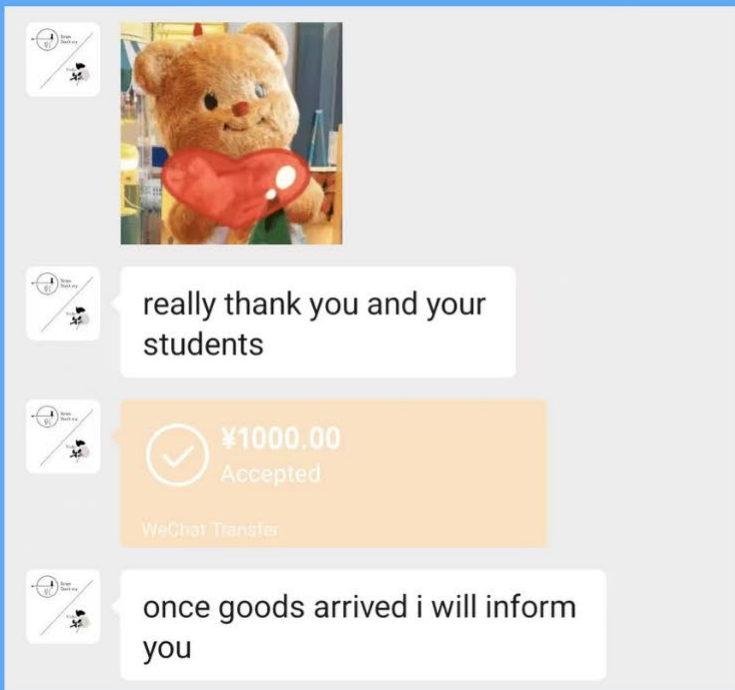 really thank you and your
students
¥1000.00
Accepted
WeChat Transfer
once goods arrived i will inform
you